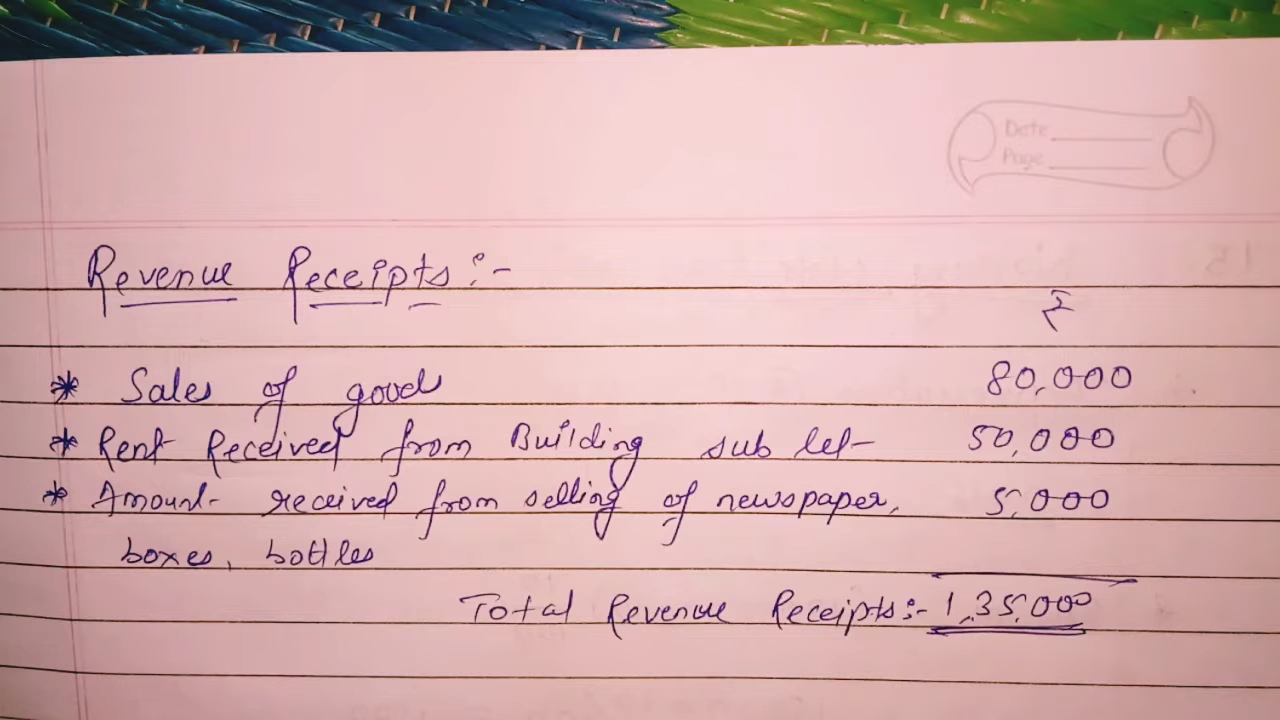 Date
Page
Revenue Receipts:-
₹
* Sales of goods 80,000
* Rent Received from Building sub let 50,000
* Amount received from selling of newspaper, 5,000
boxes, bottles
Total Revenue Receipts:- 1,35,000